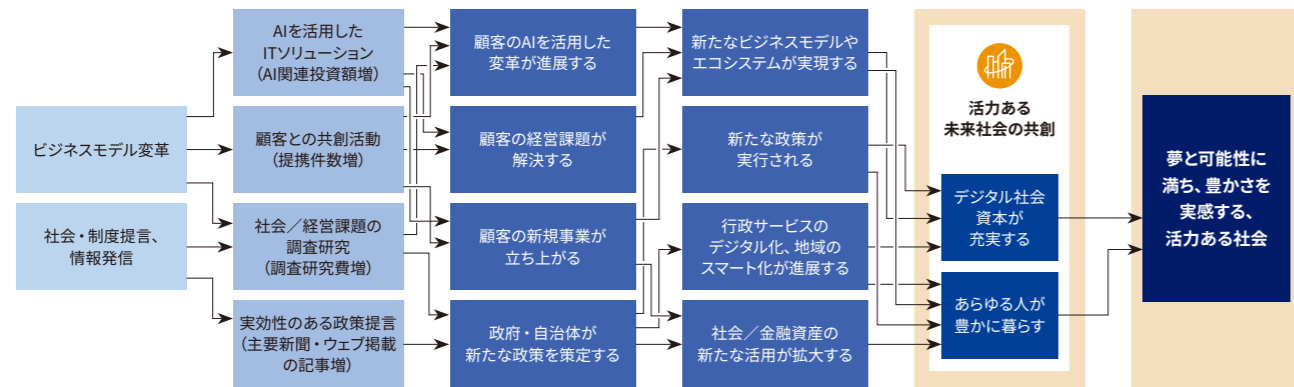 ビジネスモデル変革
社会・制度提言、
情報発信
AIを活用した
ITソリューション
（AI関連投資額増）
顧客との共創活動
（提携件数増）
社会／経営課題の
調査研究
（調査研究費増）
実効性のある政策提言
（主要新聞・ウェブ掲載
の記事増）
顧客のAIを活用した
変革が進展する
顧客の経営課題が
解決する
顧客の新規事業が
立ち上がる
政府・自治体が
新たな政策を策定する
新たなビジネスモデルや
エコシステムが実現する
新たな政策が
実行される
行政サービスの
デジタル化、地域の
スマート化が進展する
社会／金融資産の
新たな活用が拡大する
活力ある
未来社会の共創
デジタル社会
資本が
充実する
あらゆる人が
豊かに暮らす
夢と可能性に
満ち、豊かさを
実感する、
活力ある社会